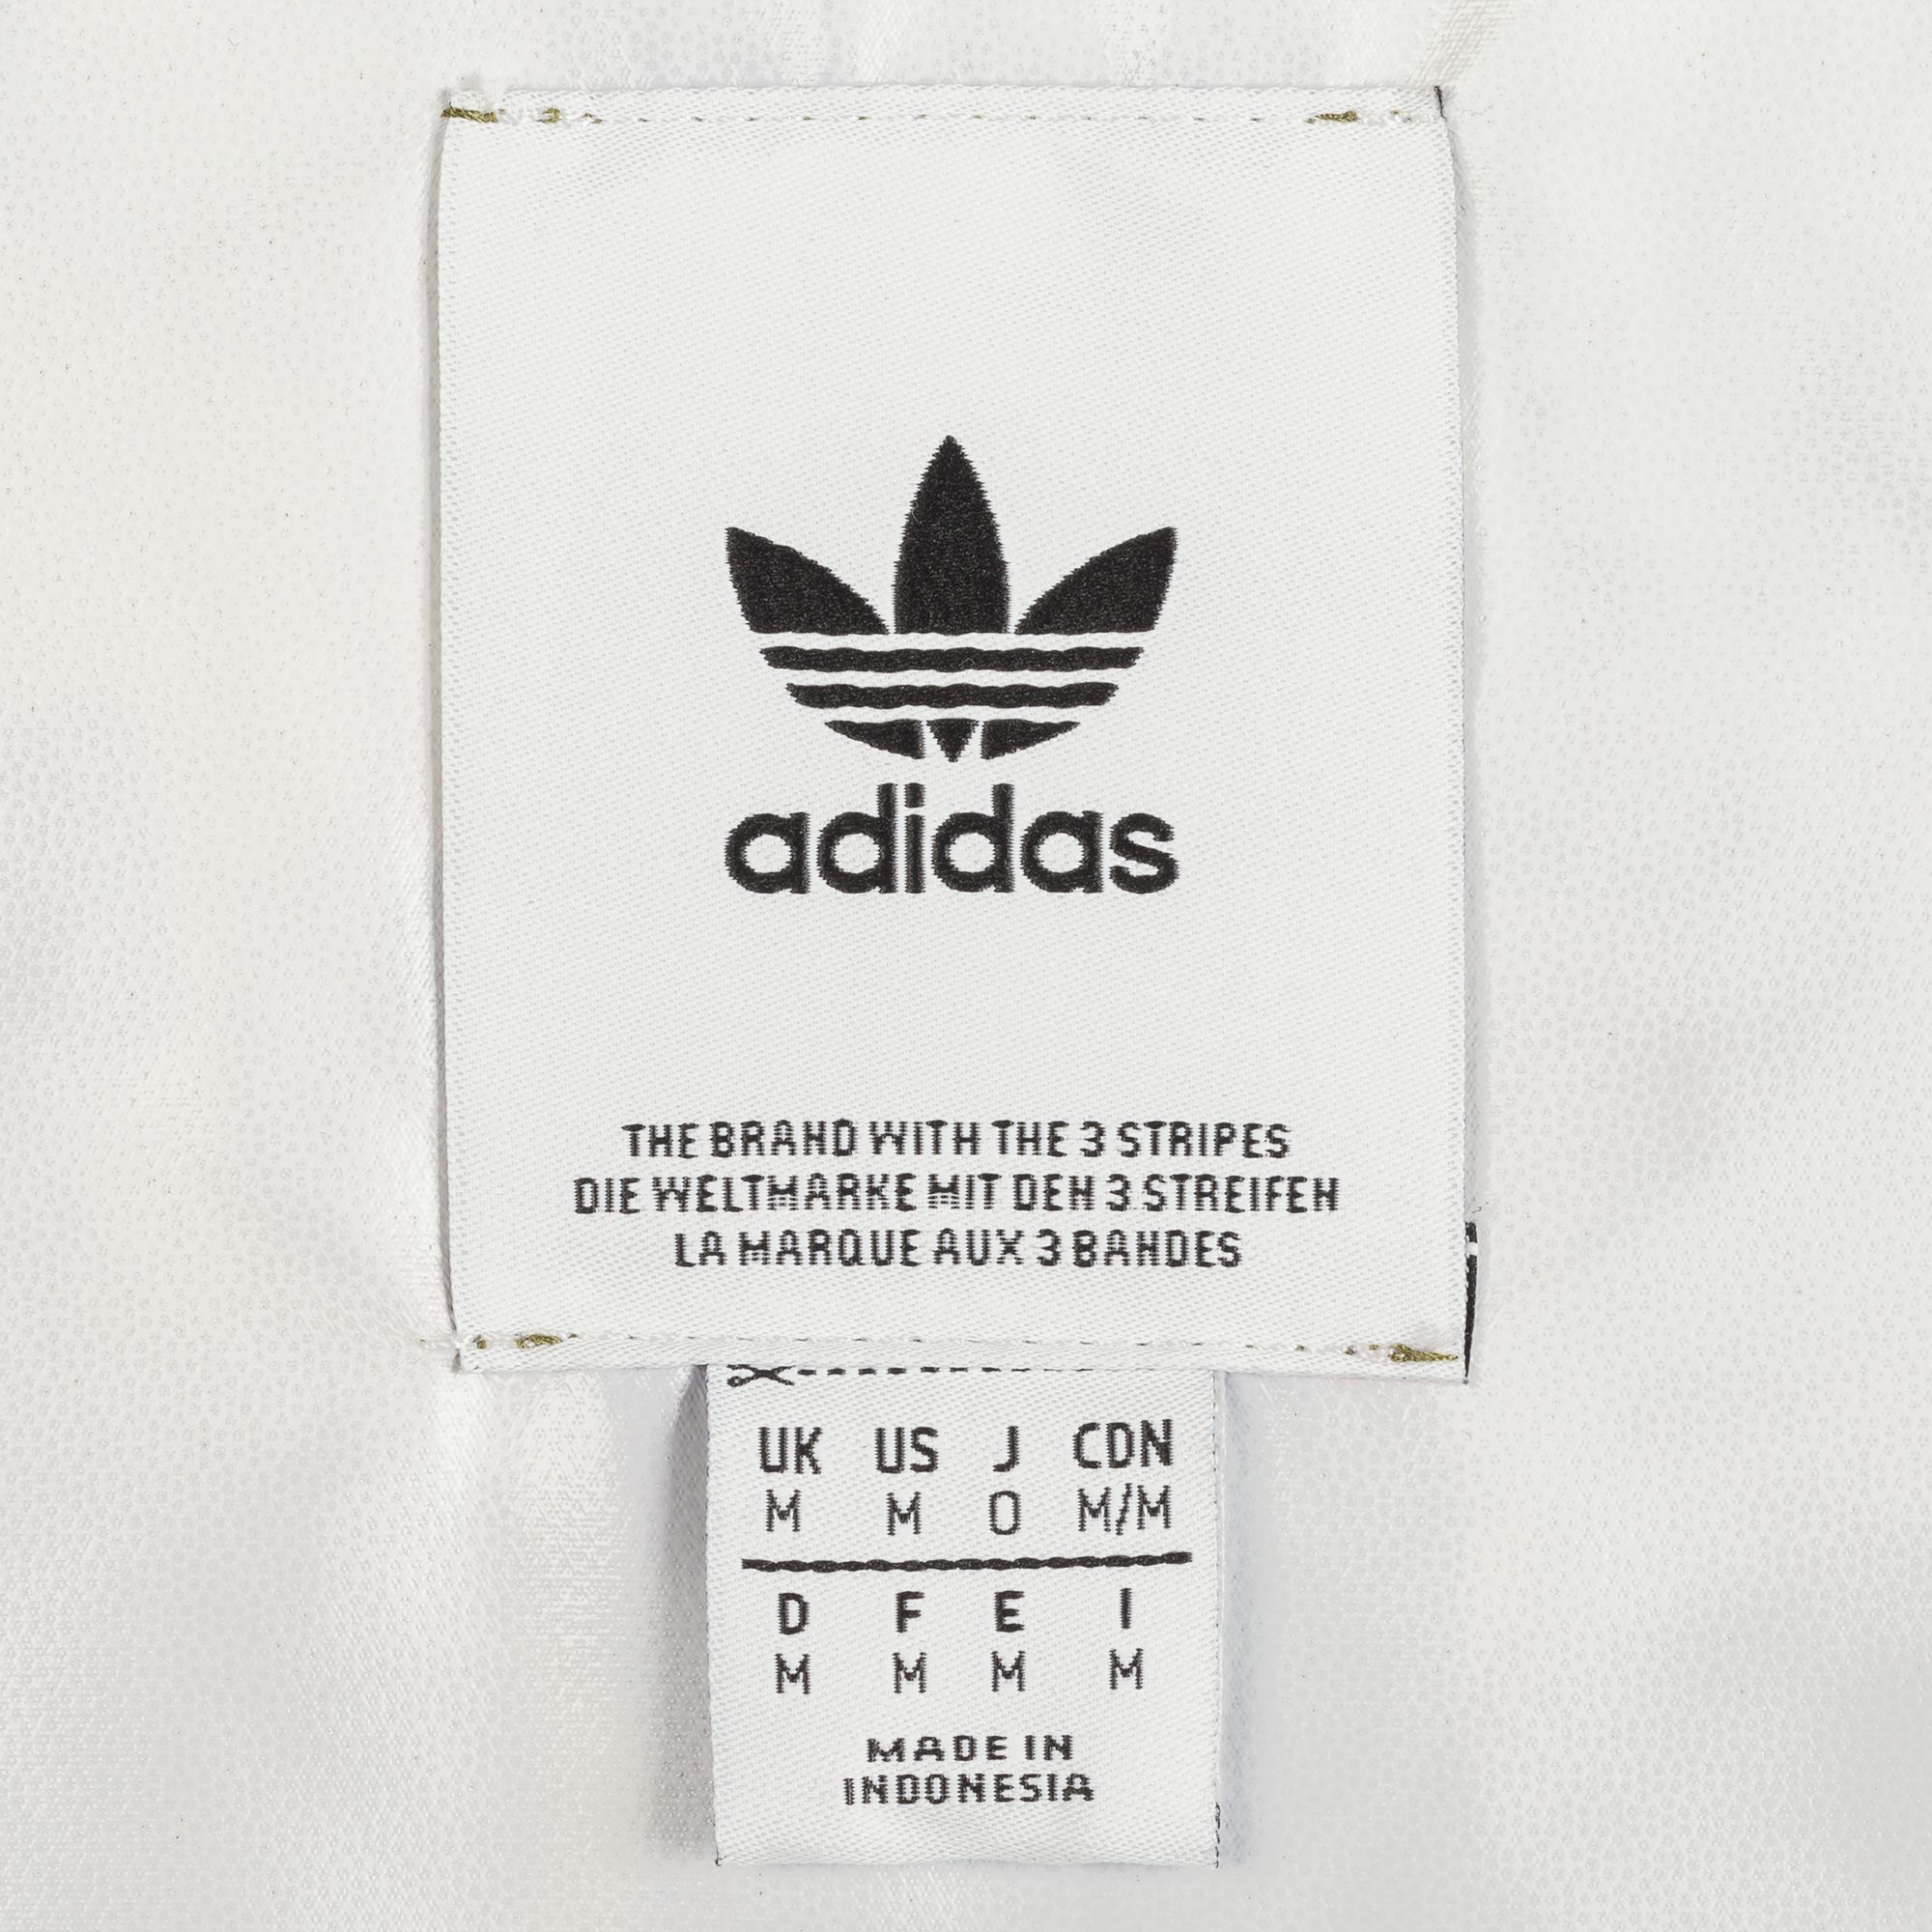 adidas
THE BRAND WITH THE 3 STRIPES
DIE WELTMARKE MIT DEN 3 STREIFEN
LA MARQUE AUX 3 BANDES
UK US J CDN
M M O M/M
D F E I
M M M M
MADE IN
INDONESIA